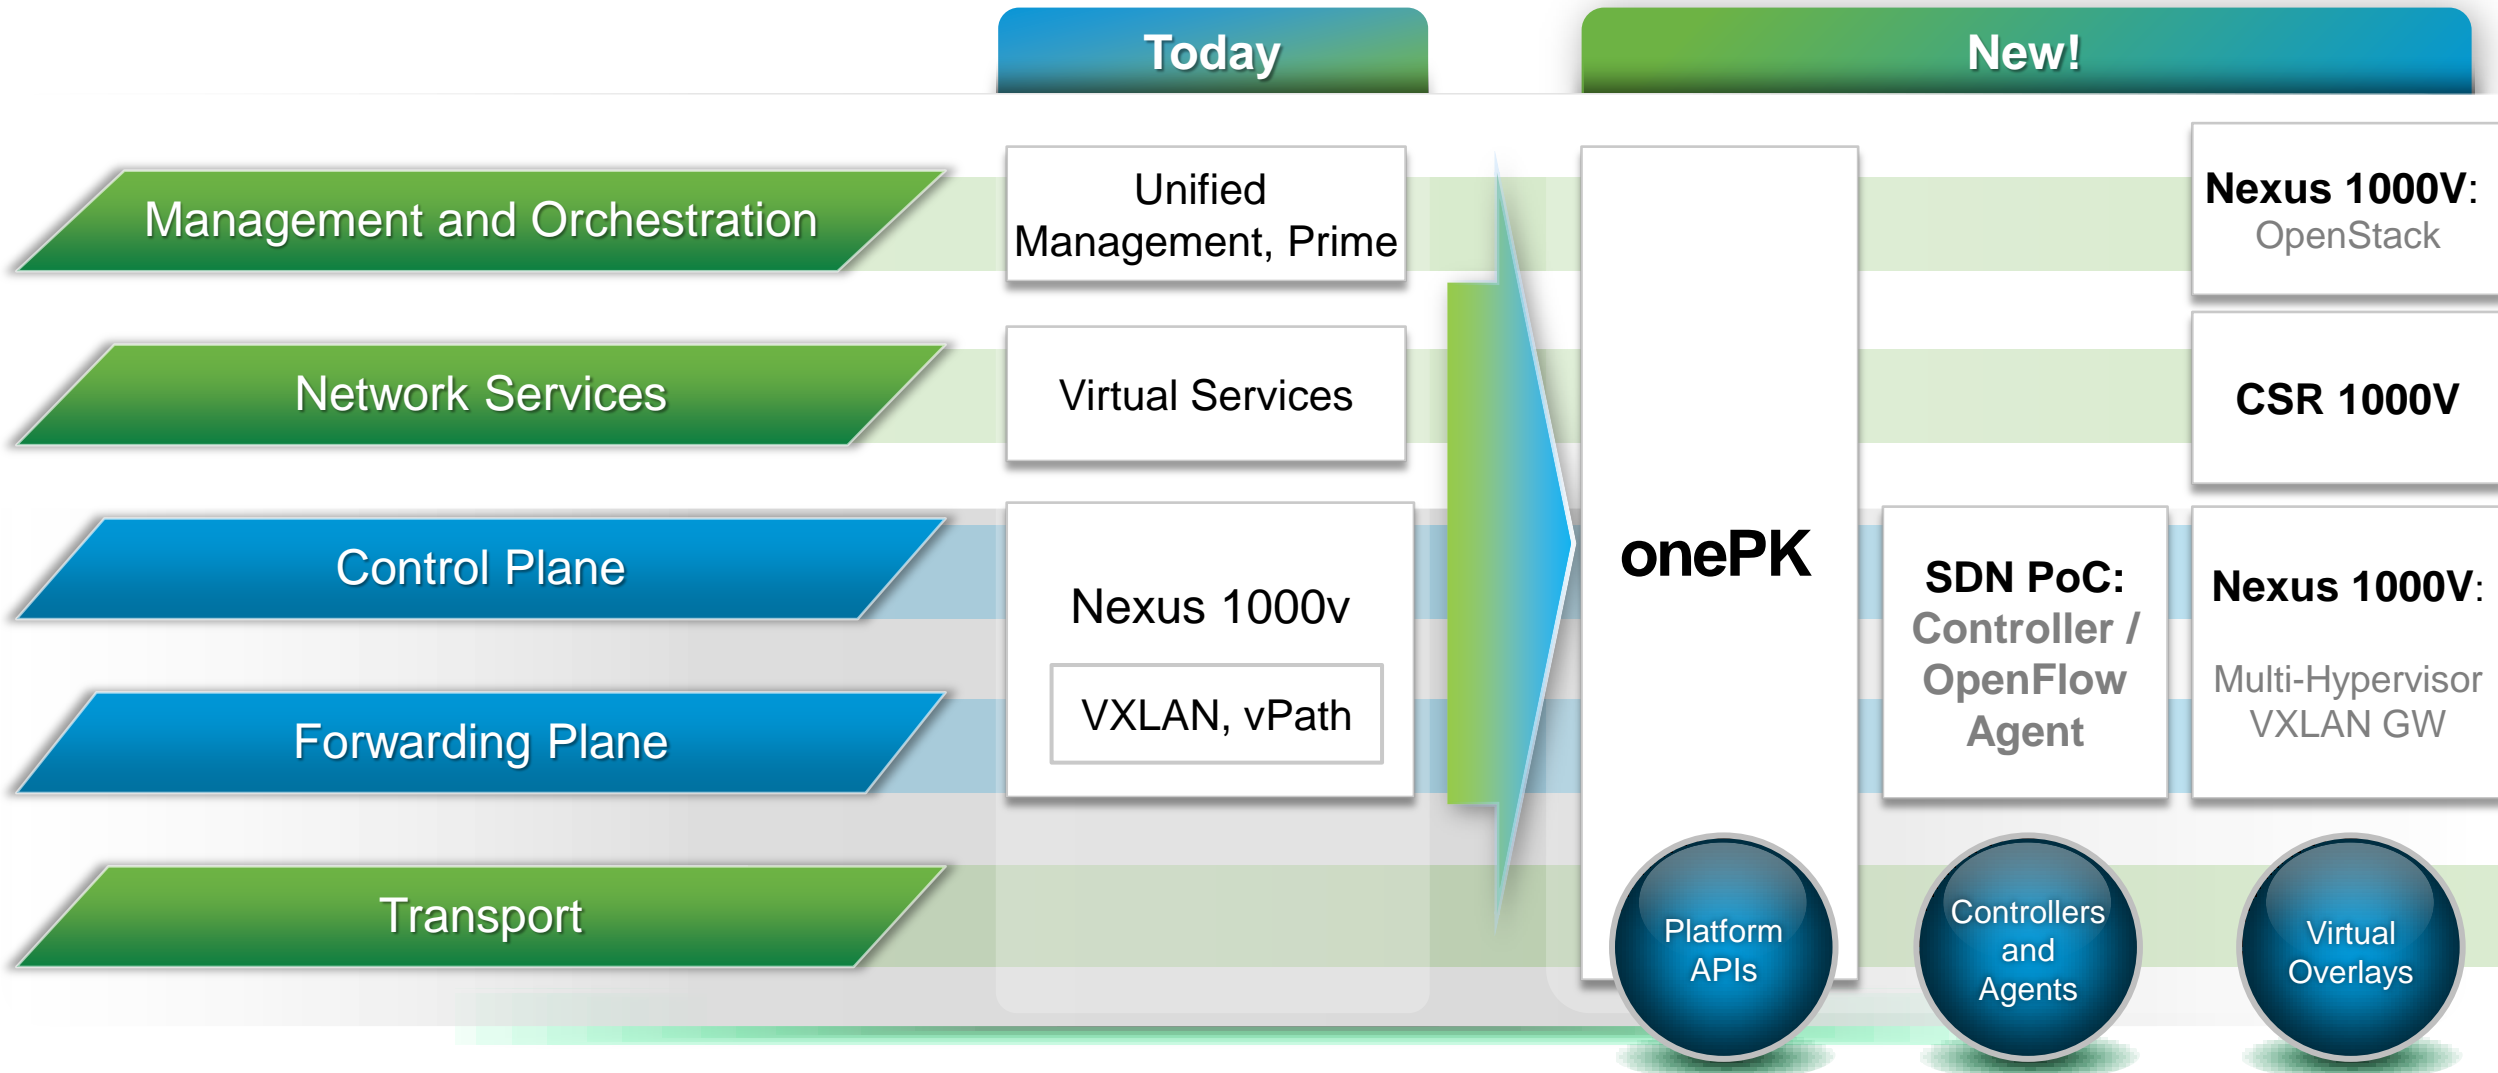 Today
New!
Management and Orchestration
Unified
Management, Prime
Nexus 1000V:
OpenStack
Network Services
Virtual Services
CSR 1000V
Control Plane
Forwarding Plane
Nexus 1000v
VXLAN, vPath
onePK
SDN PoC:
Controller /
OpenFlow
Agent
Nexus 1000V:
Multi-Hypervisor
VXLAN GW
Transport
Platform
APIs
Controllers
and
Agents
Virtual
Overlays